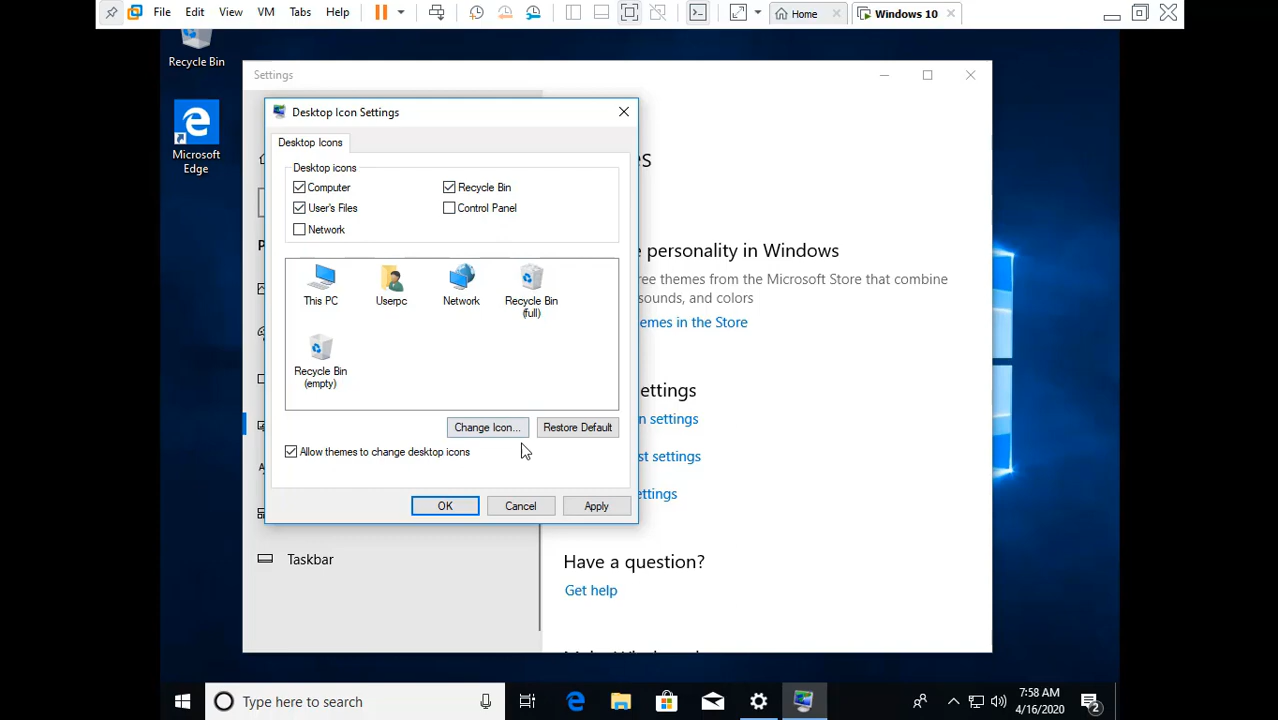 File Edit View VM Tabs Help Home Windows 10
Recycle Bin
Microsoft
Edge
Settings
Desktop Icon Settings
Desktop Icons
Desktop icons
Computer Recycle Bin
User's Files Control Panel
Network
This PC Userpc Network Recycle Bin
(full)
Recycle Bin
(empty)
Change Icon... Restore Default
Allow themes to change desktop icons
OK Cancel Apply
Taskbar
es
personality in Windows
ree themes from the Microsoft Store that combine
sounds, and colors
emes in the Store
ettings
n settings
st settings
ettings
Have a question?
Get help
Type here to search
7:58 AM
4/16/2020
2